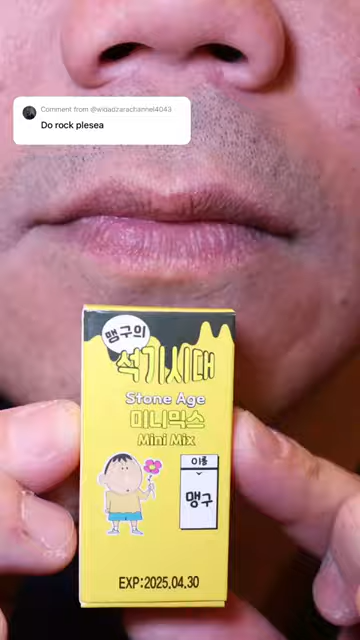 Comment from @widadzarachannel4043
Do rock plesea
맹구의
석기시대
Stone Age
미니믹스
Mini Mix
이름
맹구
EXP:2025.04.30